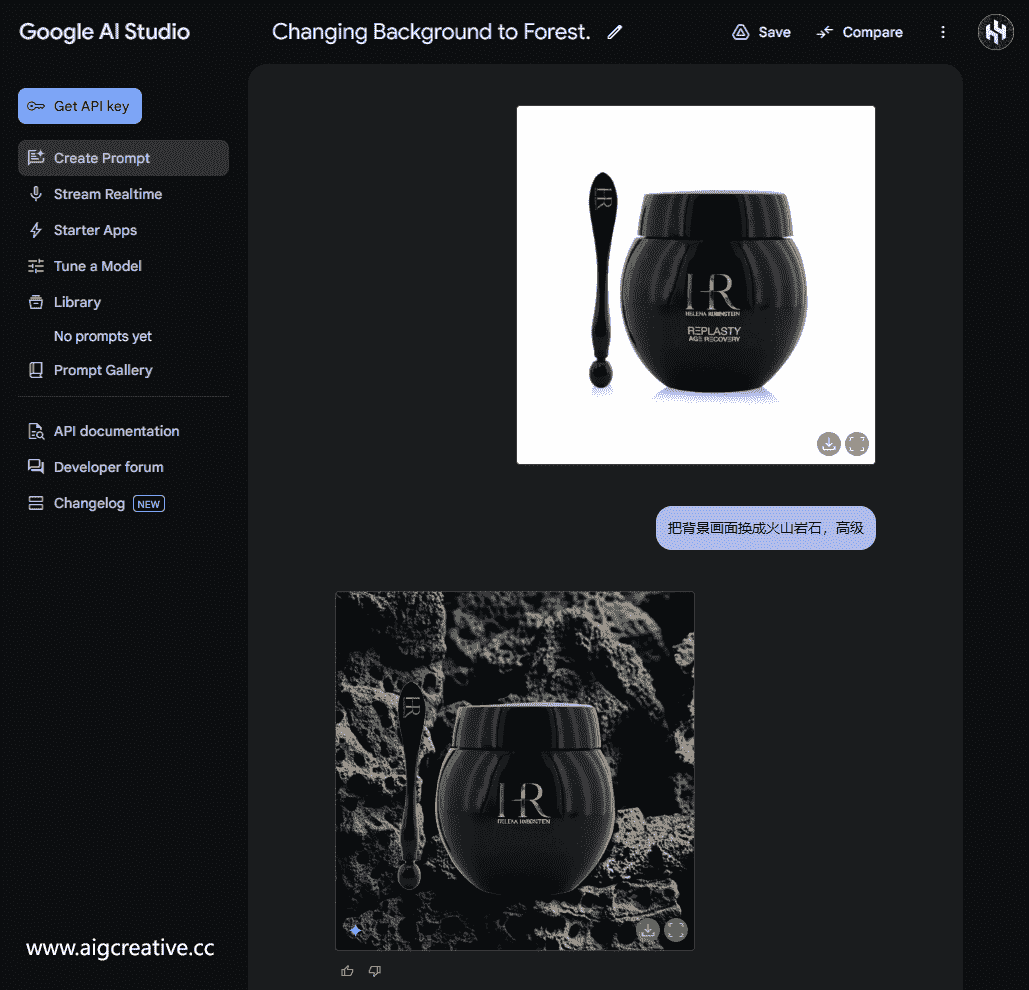 Google AI Studio
Changing Background to Forest.
Save
Compare
Get API key
Create Prompt
Stream Realtime
Starter Apps
Tune a Model
Library
No prompts yet
Prompt Gallery
API documentation
Developer forum
Changelog NEW
HR
HR
HELENA RUBINSTEIN
REPLASTY
AGE RECOVERY
把背景画面换成火山岩石，高级
HR
HR
www.aigcreative.cc